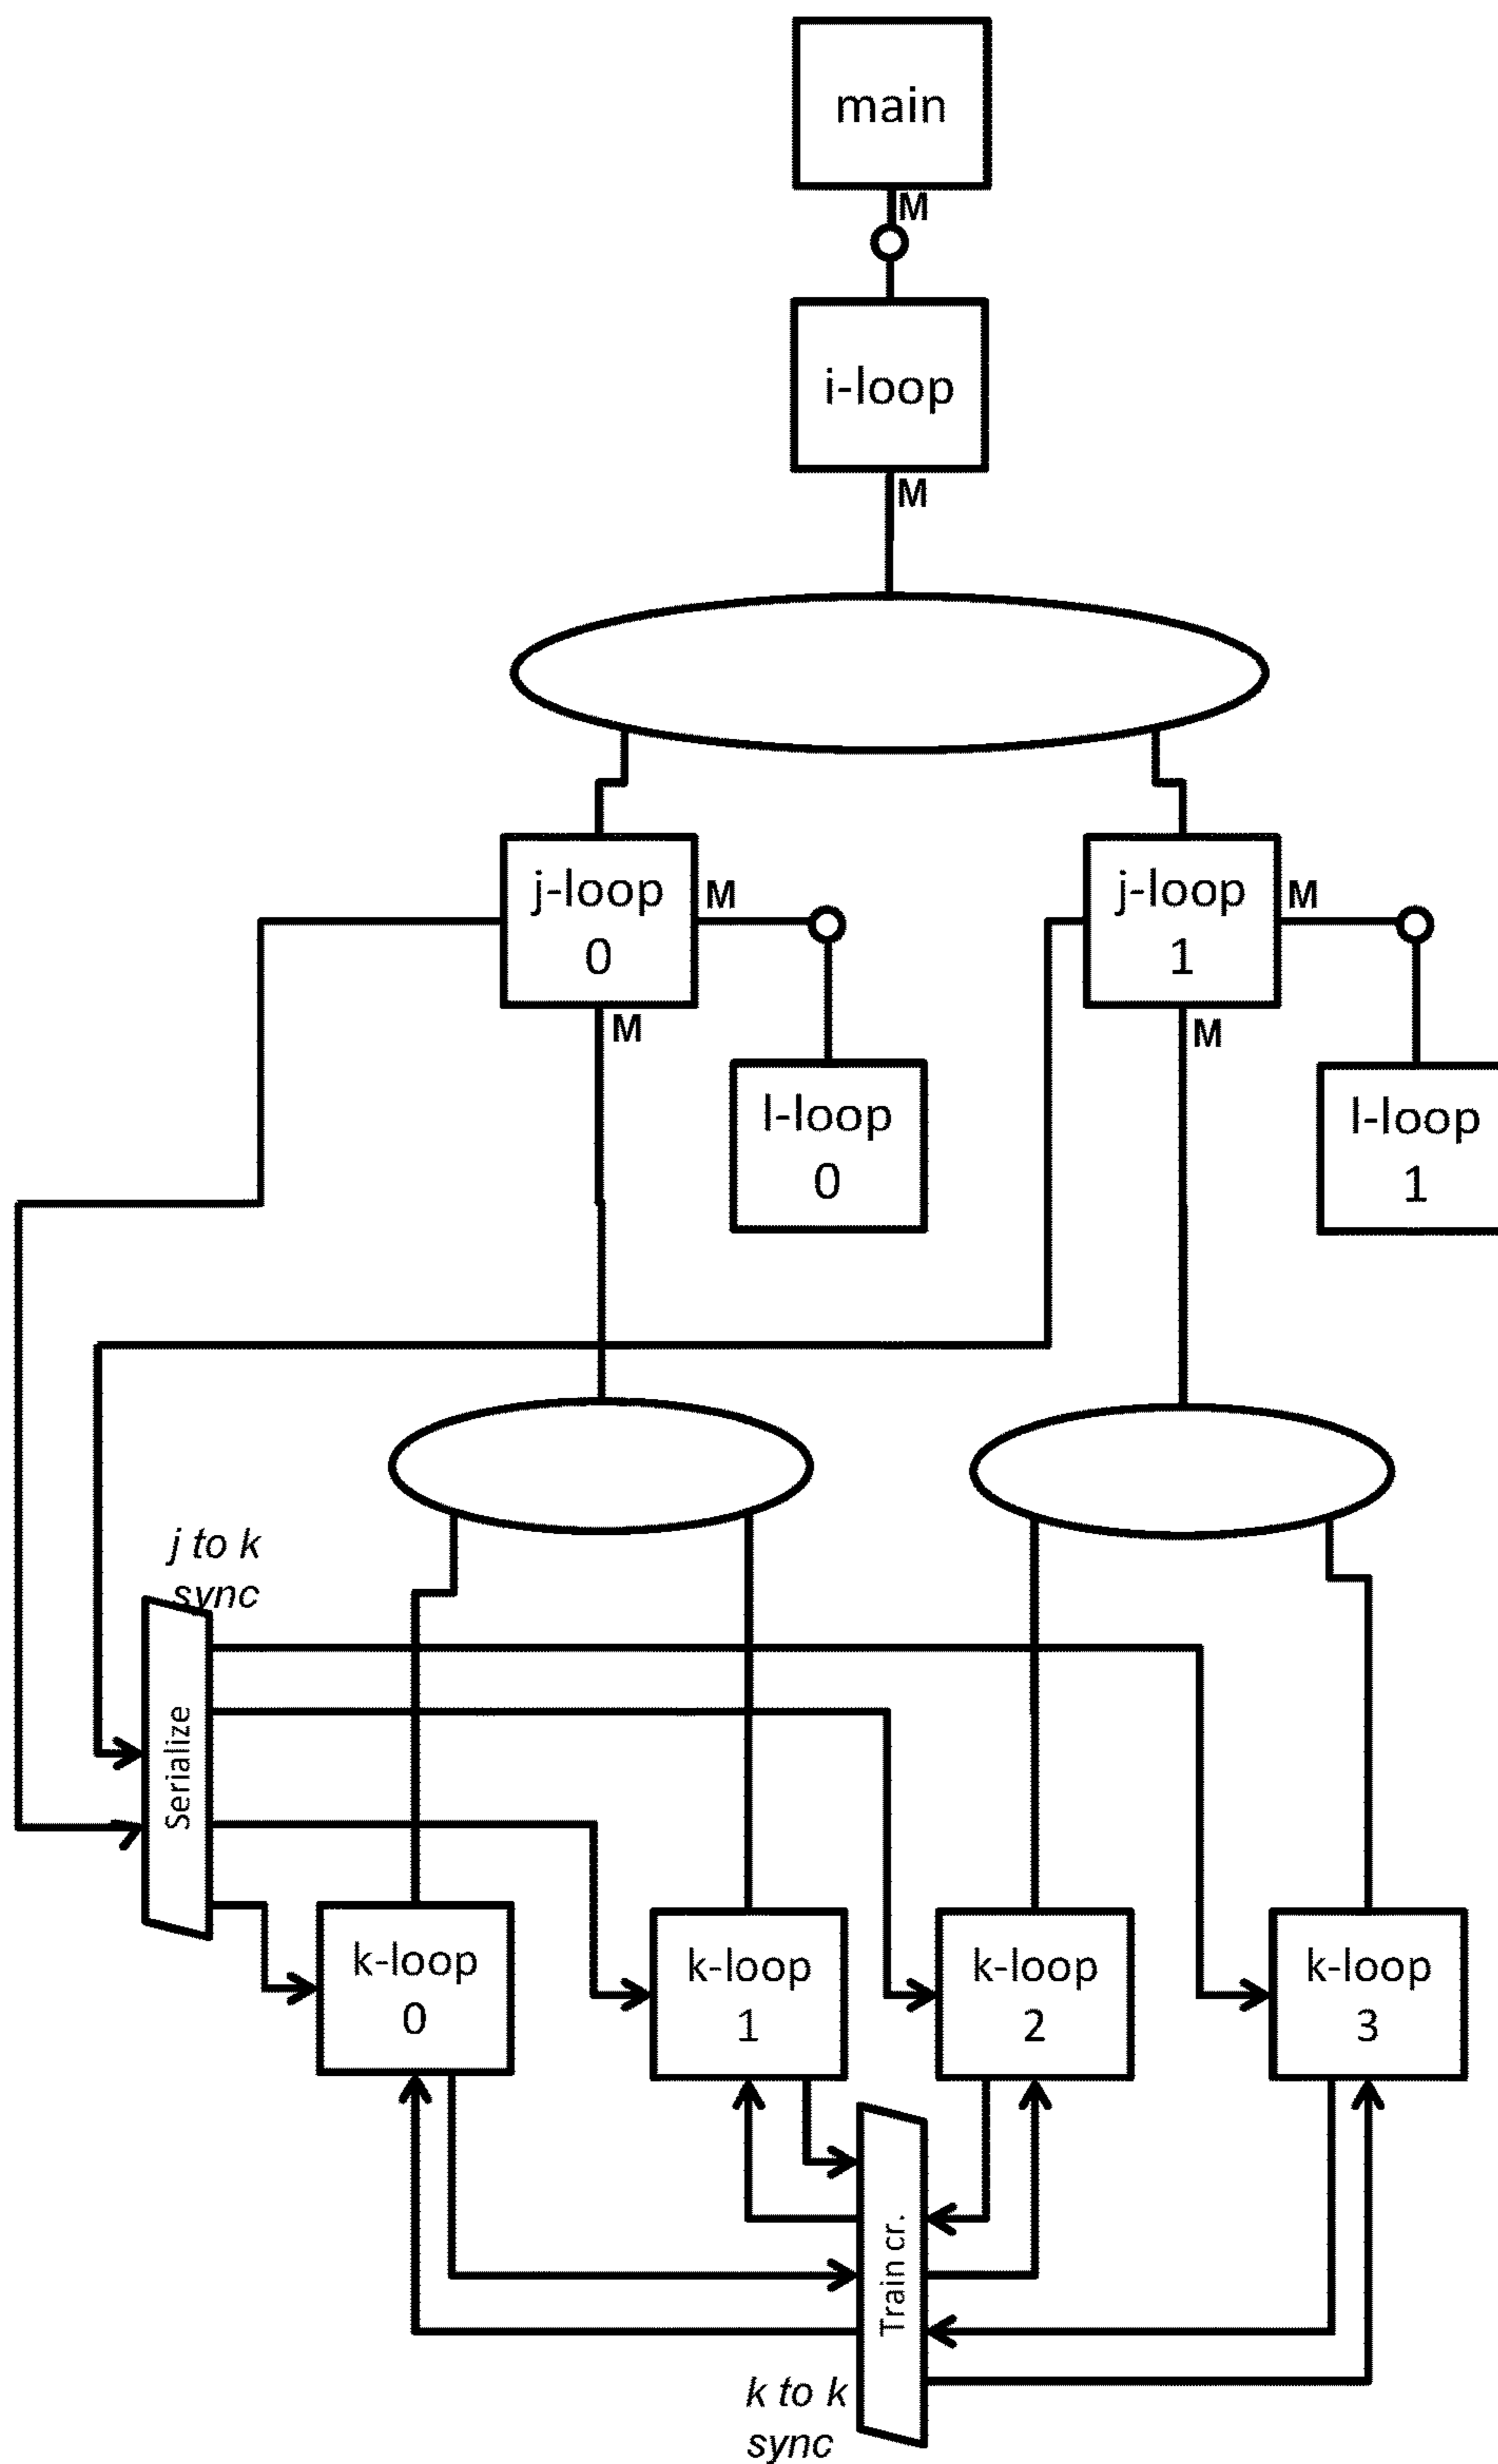 main
M
i-loop
M
j-loop
0
M
j-loop
1
M
M
M
l-loop
0
l-loop
1
j to k
sync
Serialize
k-loop
0
k-loop
1
k-loop
2
k-loop
3
Train cr.
k to k
sync